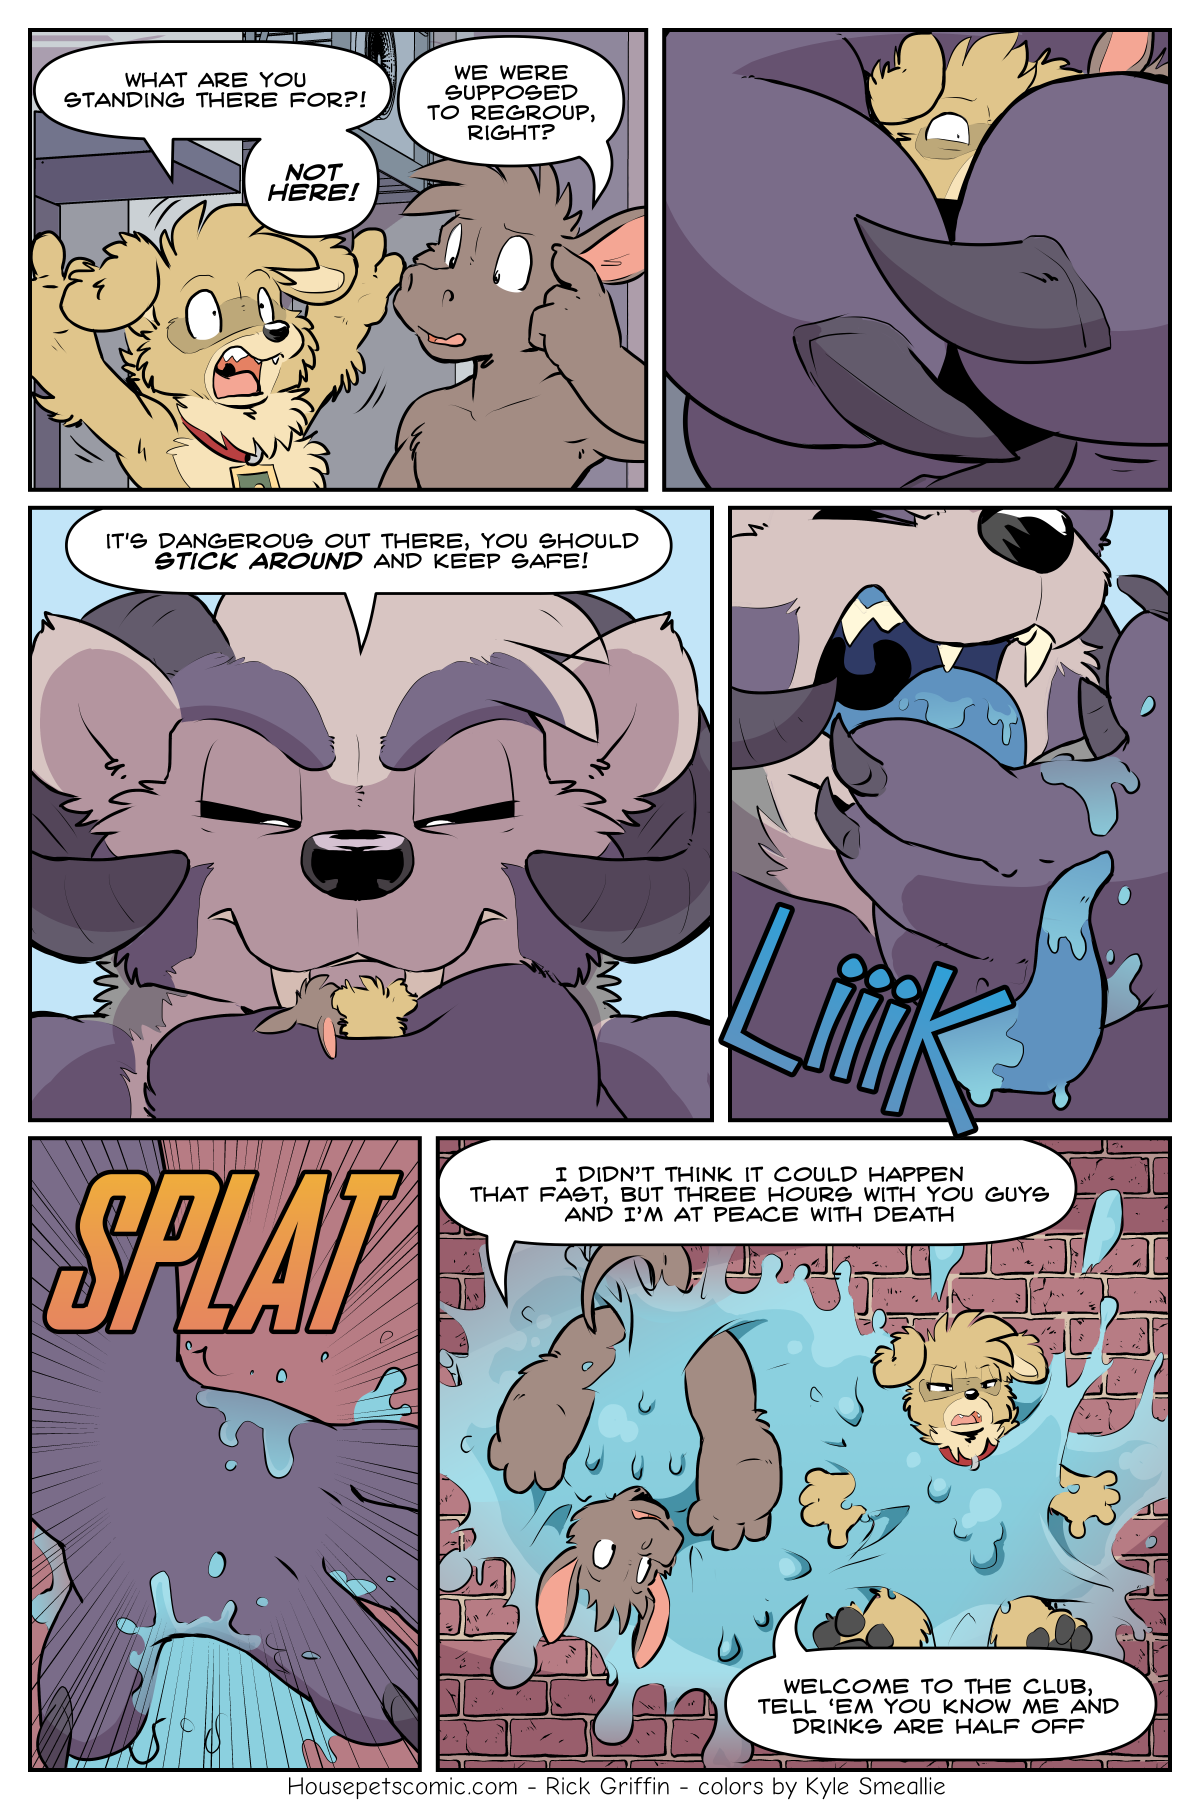 WHAT ARE YOU
STANDING THERE FOR?!
NOT
HERE!
WE WERE
SUPPOSED
TO REGROUP,
RIGHT?
IT'S DANGEROUS OUT THERE, YOU SHOULD
STICK AROUND AND KEEP SAFE!
LiiiK
SPLAT
I DIDN'T THINK IT COULD HAPPEN
THAT FAST, BUT THREE HOURS WITH YOU GUYS
AND I'M AT PEACE WITH DEATH
WELCOME TO THE CLUB,
TELL 'EM YOU KNOW ME AND
DRINKS ARE HALF OFF
Housepetscomic.com - Rick Griffin - colors by Kyle Smeallie